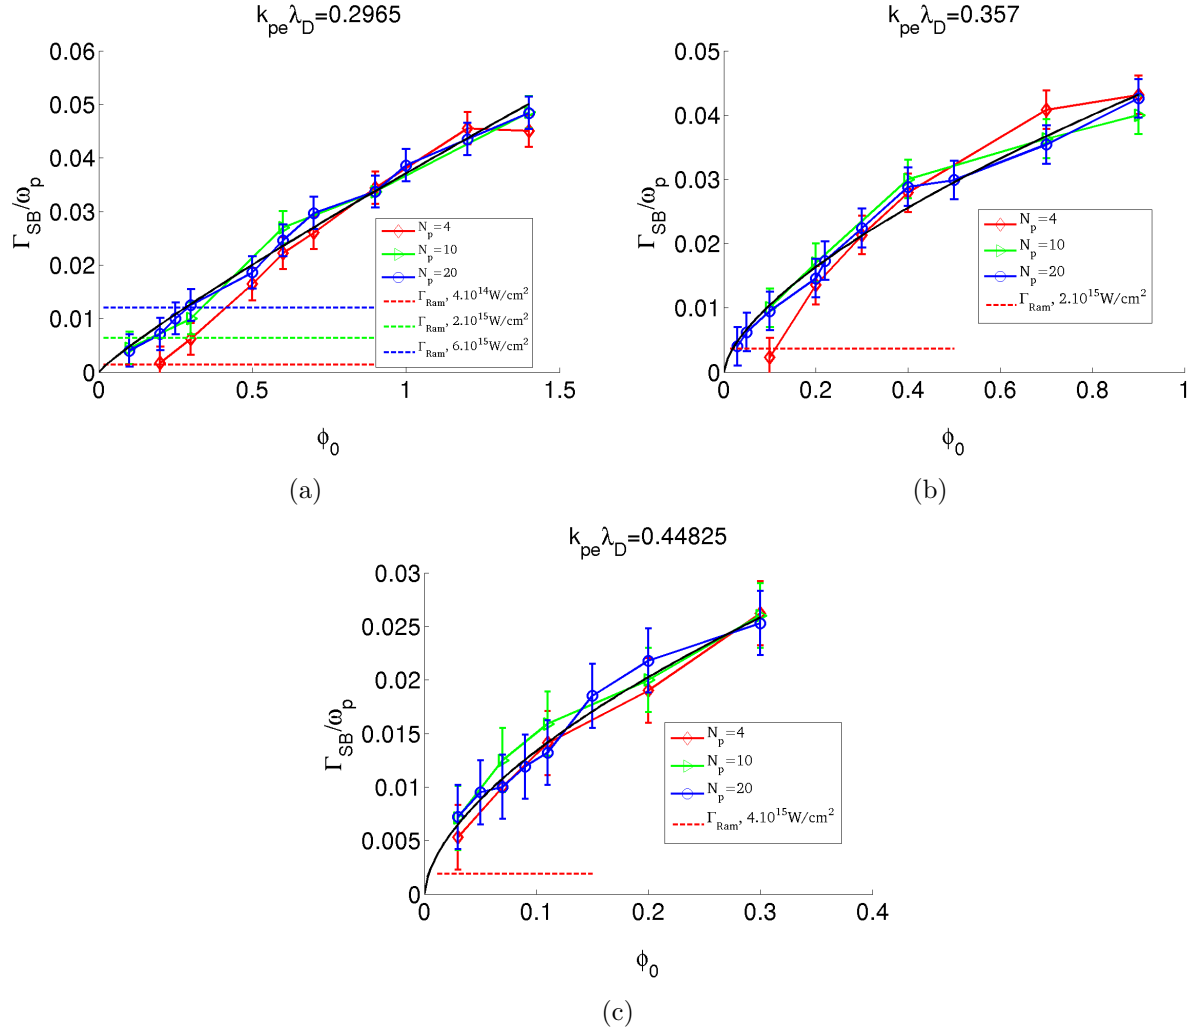 (a)
k_pe λ_D=0.2965
0.06
0.05
0.04
0.03
0.02
0.01
0
Γ_SB/ω_p
N_p=4
N_p=10
N_p=20
Γ_Ram, 4.10^14W/cm^2
Γ_Ram, 2.10^15W/cm^2
Γ_Ram, 6.10^15W/cm^2
0 0.5 1 1.5
ϕ_0
(a)
k_pe λ_D=0.357
0.05
0.04
0.03
0.02
0.01
0
Γ_SB/ω_p
N_p=4
N_p=10
N_p=20
Γ_Ram, 2.10^15W/cm^2
0 0.2 0.4 0.6 0.8 1
ϕ_0
(b)
k_pe λ_D=0.44825
0.03
0.025
0.02
0.015
0.01
0.005
0
Γ_SB/ω_p
N_p=4
N_p=10
N_p=20
Γ_Ram, 4.10^15W/cm^2
0 0.1 0.2 0.3 0.4
ϕ_0
(c)